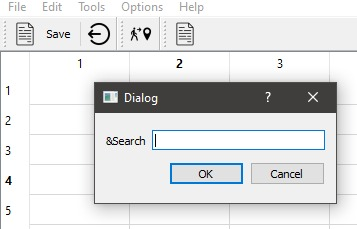 File Edit Tools Options Help
Save
1 2 3
1
Dialog ?
2
3
&Search
4
OK Cancel
5